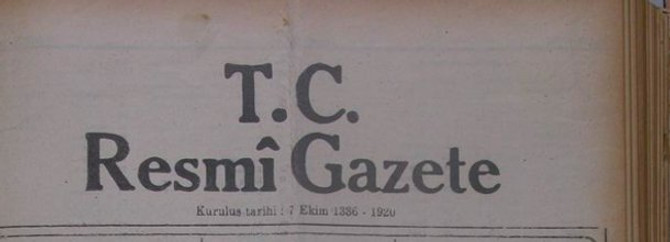 T. C.
Resmî Gazete
Kuruluş tarihi : 7 Ekim 1336 - 1920